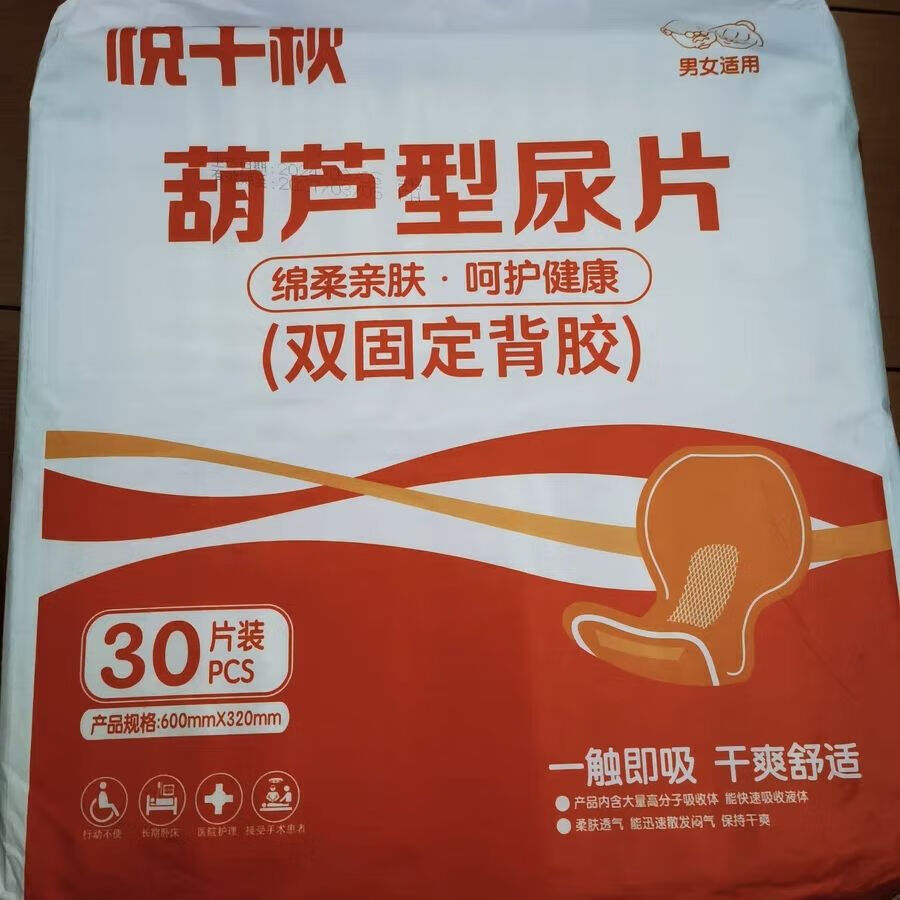 悦千秋
男女适用
葫芦型尿片
绵柔亲肤·呵护健康
(双固定背胶)
30片装
PCS
产品规格:600mmX320mm
一触即吸 干爽舒适
产品内含大量高分子吸收体 能快速吸收液体
柔肤透气 能迅速散发闷气 保持干爽
行动不便
长期卧床
医院护理
接受手术患者